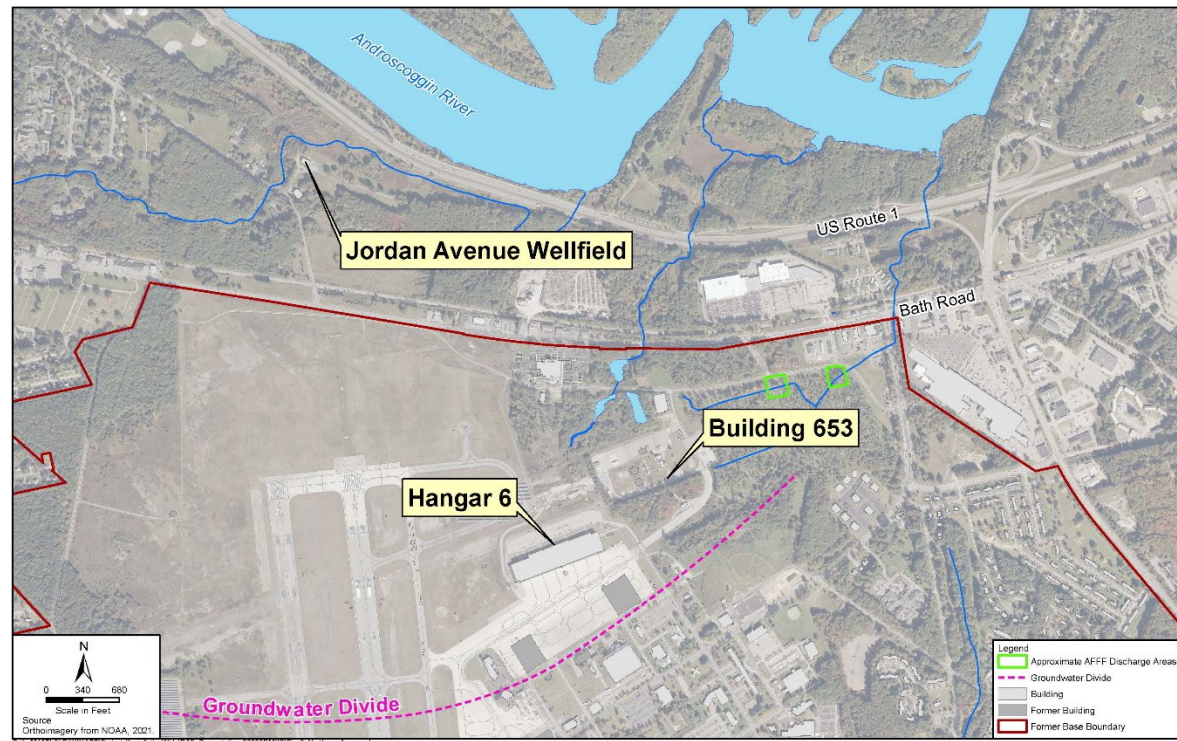 Androscoggin River
US Route 1
Jordan Avenue Wellfield
Bath Road
Building 653
Hangar 6
Groundwater Divide
N
0 340 680
Scale in Feet
Source
Orthoimagery from NOAA, 2021.
Legend
Approximate AFFF Discharge Areas
Groundwater Divide
Building
Former Building
Former Base Boundary